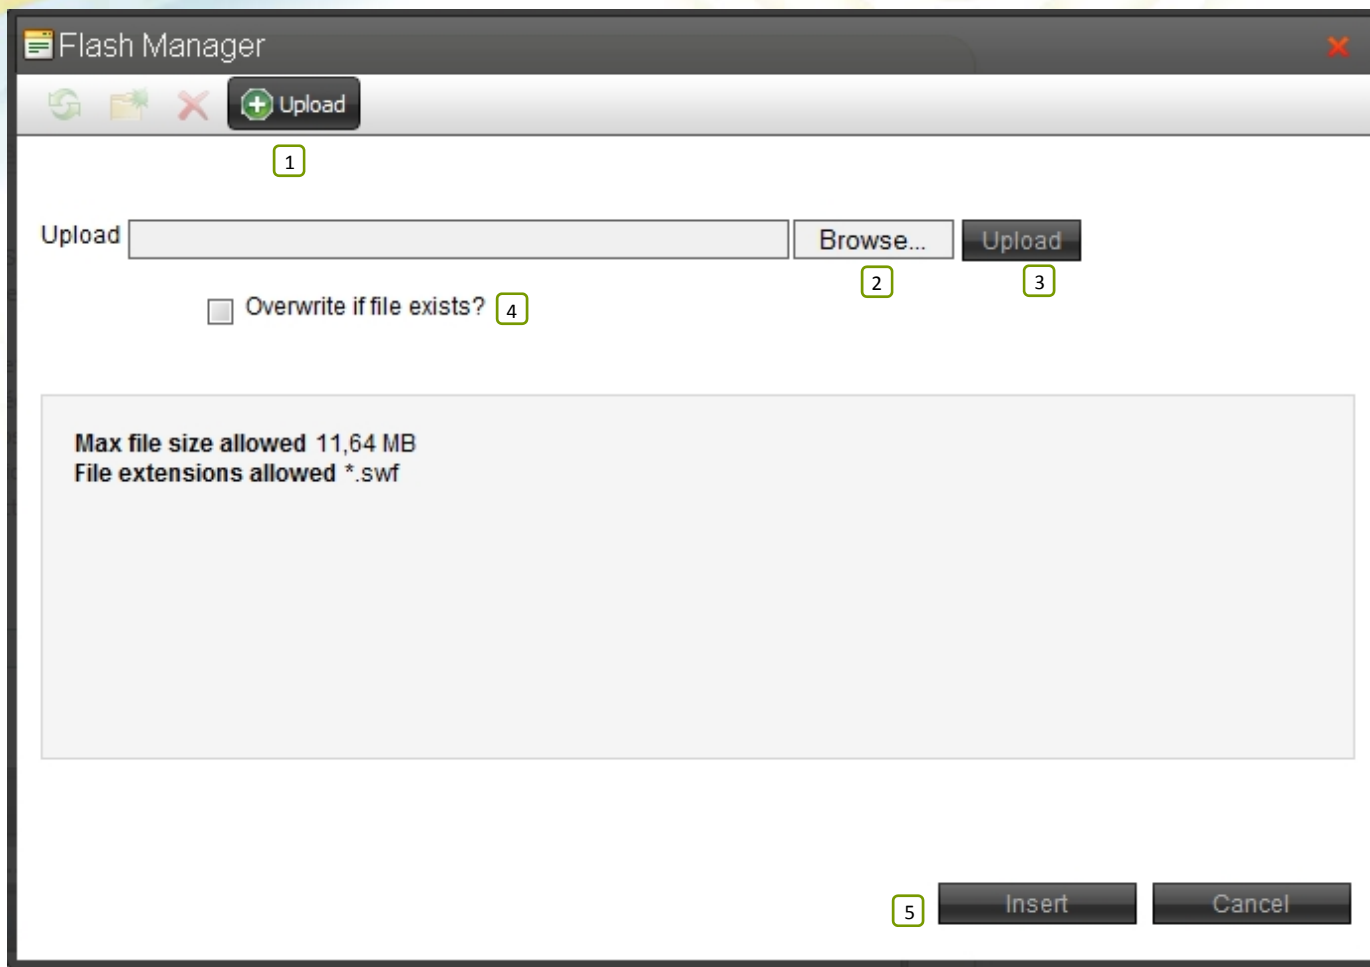 Flash Manager
Upload
1
Upload Browse... Upload
2 3
Overwrite if file exists? 4
Max file size allowed 11,64 MB
File extensions allowed *.swf
5 Insert Cancel